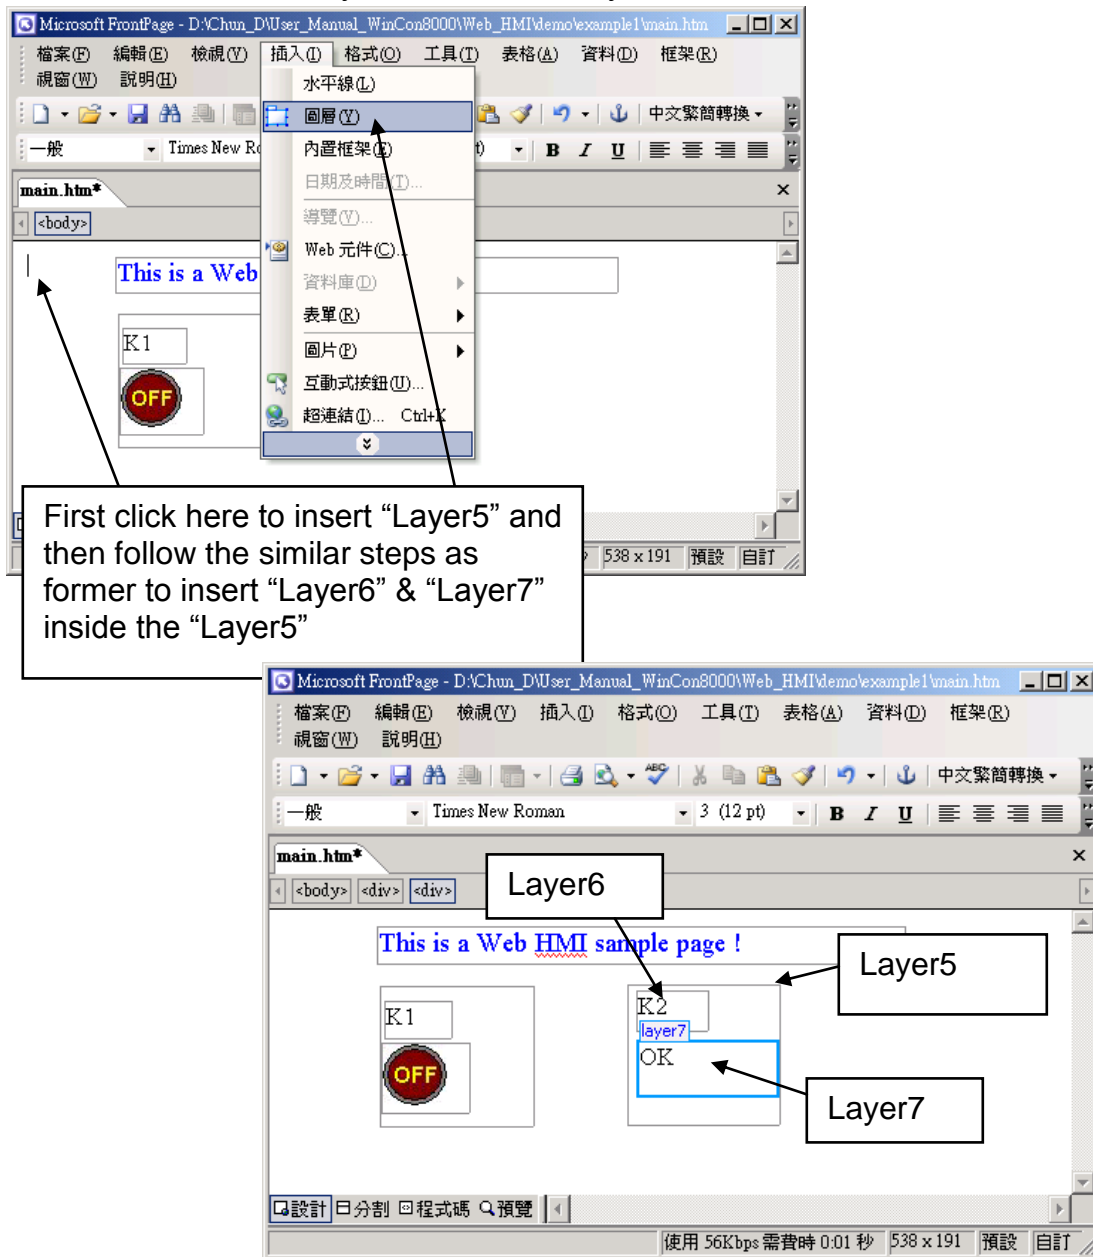 Microsoft FrontPage - D:\Chun_D\User_Manual_WinCon8000\Web_HMI\demo\example1\main.htm
檔案(F) 編輯(E) 檢視(V) 插入(I) 格式(O) 工具(T) 表格(A) 資料(D) 框架(R)
視窗(W) 說明(H)
中文繁簡轉換
一般 Times New Ro t) B I U
main.htm*
<body>
水平線(L)
圖層(Y)
內置框架(E)
日期及時間(T)...
導覽(V)...
Web 元件(C)...
資料庫(D)
表單(R)
圖片(P)
互動式按鈕(U)...
超連結(I)... Ctrl+K
This is a Web
K1
OFF
538 x 191 預設 自訂
First click here to insert “Layer5” and
then follow the similar steps as
former to insert “Layer6” & “Layer7”
inside the “Layer5”
Microsoft FrontPage - D:\Chun_D\User_Manual_WinCon8000\Web_HMI\demo\example1\main.htm
檔案(F) 編輯(E) 檢視(V) 插入(I) 格式(O) 工具(T) 表格(A) 資料(D) 框架(R)
視窗(W) 說明(H)
ABC 中文繁簡轉換
一般 Times New Roman 3 (12 pt) B I U
main.htm*
<body> <div> <div>
Layer6
This is a Web HMI sample page !
Layer5
K1
K2
layer7
OFF
OK
Layer7
設計 分割 程式碼 預覽
使用 56Kbps 需費時 0:01 秒 538 x 191 預設 自訂